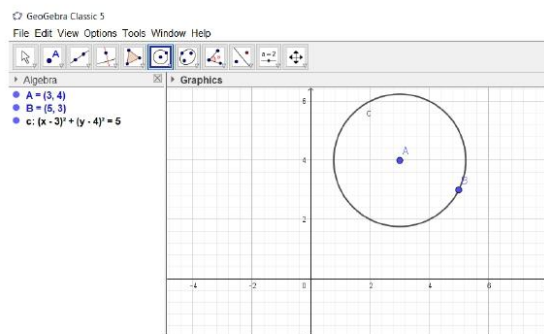 GeoGebra Classic 5
File Edit View Options Tools Window Help
A
a=2
Algebra
Graphics
A = (3, 4)
B = (5, 3)
c: (x - 3)² + (y - 4)² = 5
6
c
A
4
B
2
-4 -2 0 2 4 6